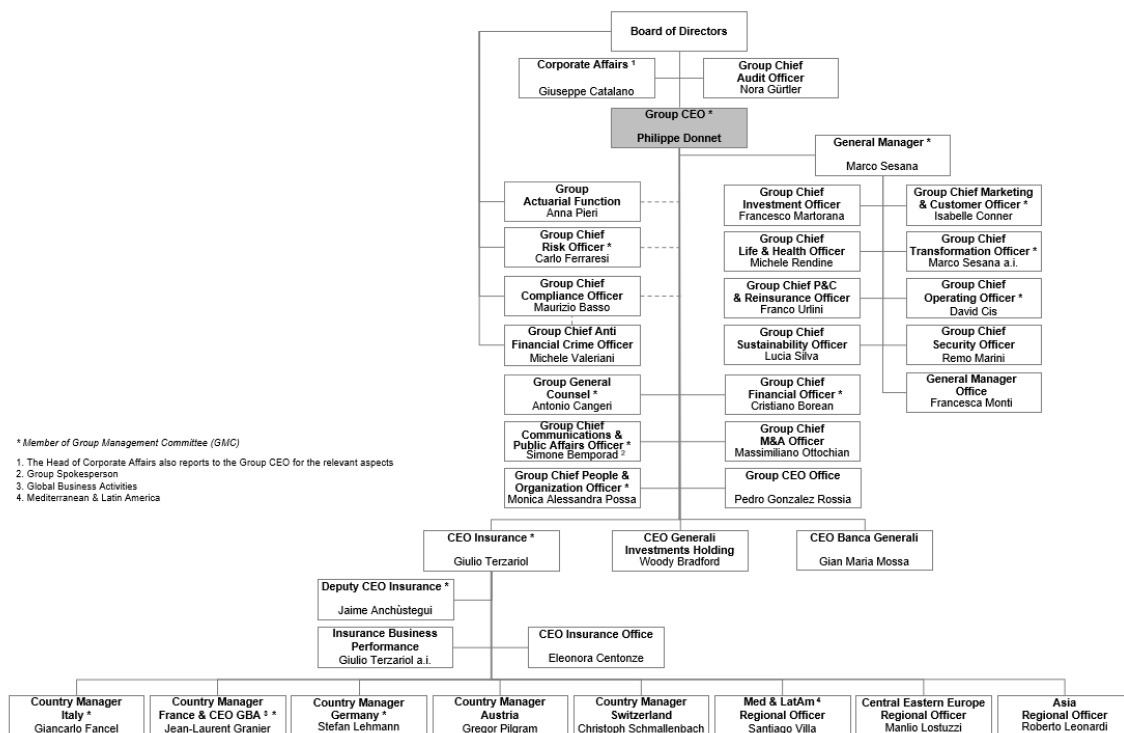 Board of Directors
Corporate Affairs ¹
Giuseppe Catalano
Group Chief
Audit Officer
Nora Gürtler
Group CEO *
Philippe Donnet
General Manager *
Marco Sesana
Group
Actuarial Function
Anna Pieri
Group Chief
Investment Officer
Francesco Martorana
Group Chief Marketing
& Customer Officer *
Isabelle Conner
Group Chief
Risk Officer *
Carlo Ferraresi
Group Chief
Life & Health Officer
Michele Rendine
Group Chief
Transformation Officer *
Marco Sesana a.i.
Group Chief
Compliance Officer
Maurizio Basso
Group Chief P&C
& Reinsurance Officer
Franco Urlini
Group Chief
Operating Officer *
David Cis
Group Chief Anti
Financial Crime Officer
Michele Valeriani
Group Chief
Sustainability Officer
Lucia Silva
Group Chief
Security Officer
Remo Marini
Group General
Counsel *
Antonio Cangeri
Group Chief
Financial Officer *
Cristiano Borean
General Manager
Office
Francesca Monti
Group Chief
Communications &
Public Affairs Officer *
Simone Bemporad ²
Group Chief
M&A Officer
Massimiliano Ottochian
Group Chief People &
Organization Officer *
Monica Alessandra Possa
Group CEO Office
Pedro Gonzalez Rossia
* Member of Group Management Committee (GMC)
1. The Head of Corporate Affairs also reports to the Group CEO for the relevant aspects
2. Group Spokesperson
3. Global Business Activities
4. Mediterranean & Latin America
CEO Insurance *
Giulio Terzariol
CEO Generali
Investments Holding
Woody Bradford
CEO Banca Generali
Gian Maria Mossa
Deputy CEO Insurance *
Jaime Anchùstegui
Insurance Business
Performance
Giulio Terzariol a.i.
CEO Insurance Office
Eleonora Centonze
Country Manager
Italy *
Giancarlo Fancel
Country Manager
France & CEO GBA ³ *
Jean-Laurent Granier
Country Manager
Germany *
Stefan Lehmann
Country Manager
Austria
Gregor Pilgram
Country Manager
Switzerland
Christoph Schmallenbach
Med & LatAm ⁴
Regional Officer
Santiago Villa
Central Eastern Europe
Regional Officer
Manlio Lostuzzi
Asia
Regional Officer
Roberto Leonardi